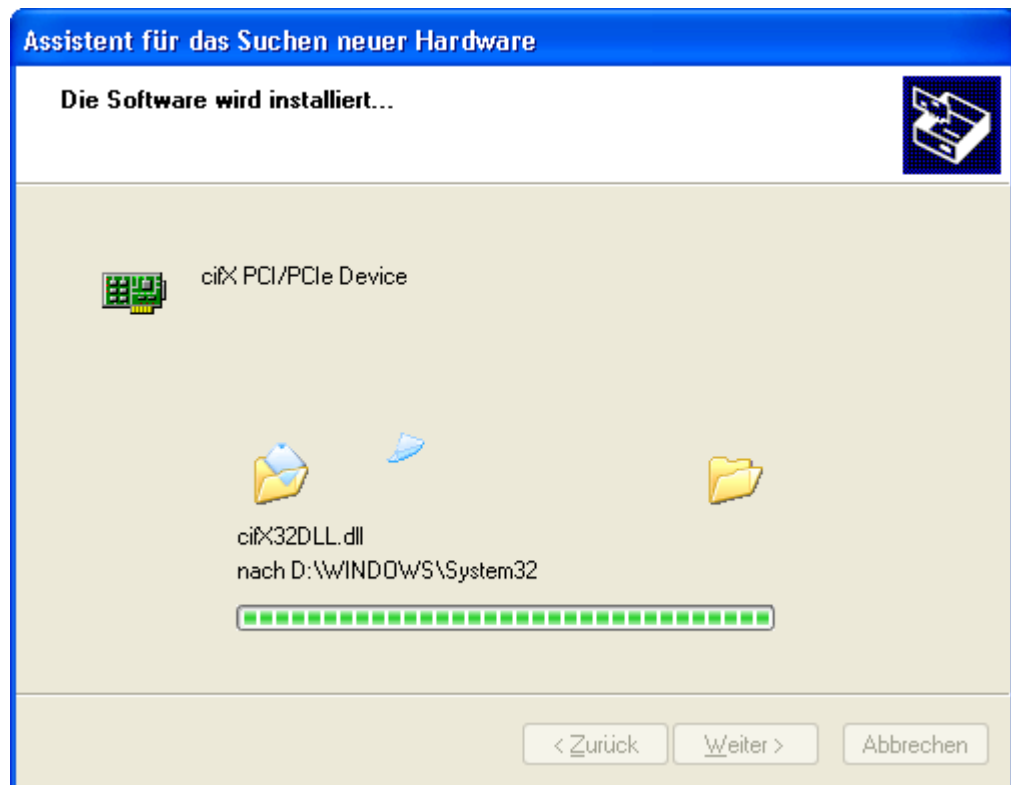 Assistent für das Suchen neuer Hardware
Die Software wird installiert...
cifX PCI/PCIe Device
cifX32DLL.dll
nach D:\WINDOWS\System32
< Zurück
Weiter >
Abbrechen